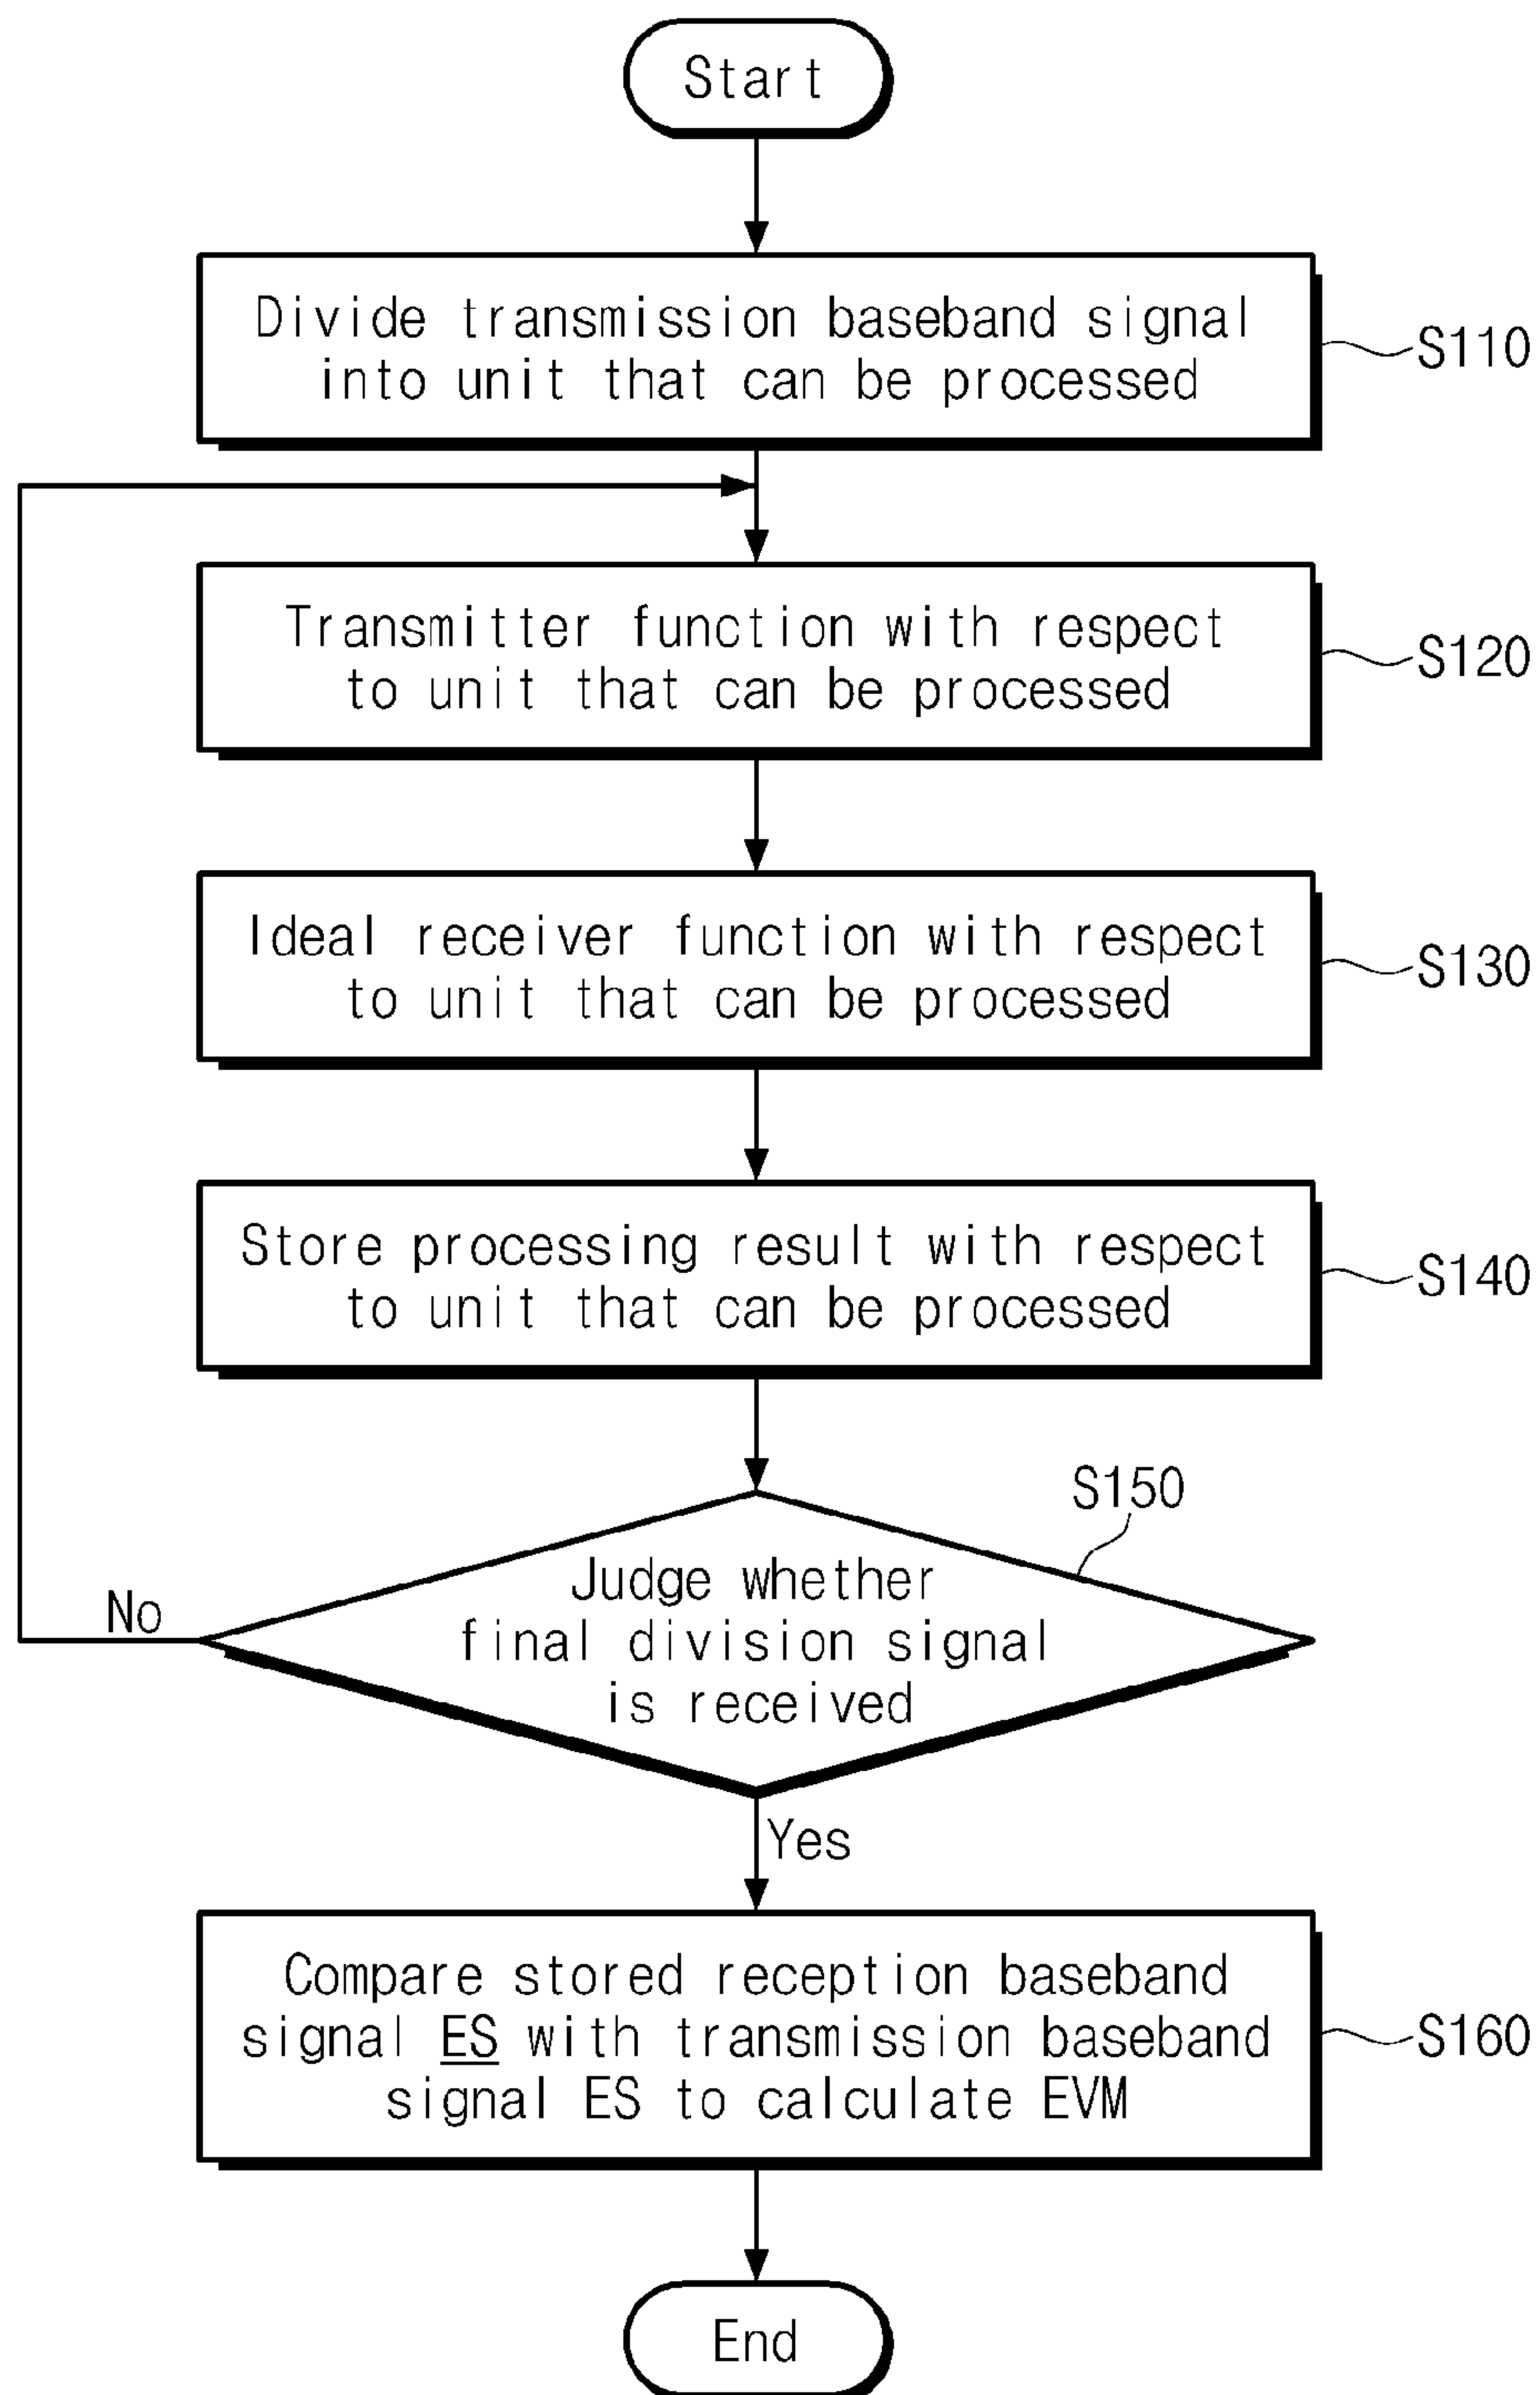 Start
Divide transmission baseband signal
into unit that can be processed
S110
Transmitter function with respect
to unit that can be processed
S120
Ideal receiver function with respect
to unit that can be processed
S130
Store processing result with respect
to unit that can be processed
S140
S150
Judge whether
final division signal
is received
No
Yes
Compare stored reception baseband
signal ES with transmission baseband
signal ES to calculate EVM
S160
End